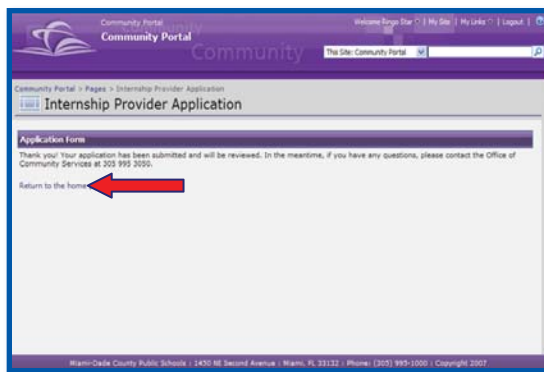 Community Portal
Welcome Ringo Star | My Site | My Links | Logout |
Community Portal
Community
This Site: Community Portal
Community Portal > Pages > Internship Provider Application
Internship Provider Application
Application Form
Thank you! Your application has been submitted and will be reviewed. In the meantime, if you have any questions, please contact the Office of
Community Services at 305 995 3050.
Return to the home
Miami-Dade County Public Schools | 1450 NE Second Avenue | Miami, FL 33132 | Phone: (305) 995-1000 | Copyright 2007